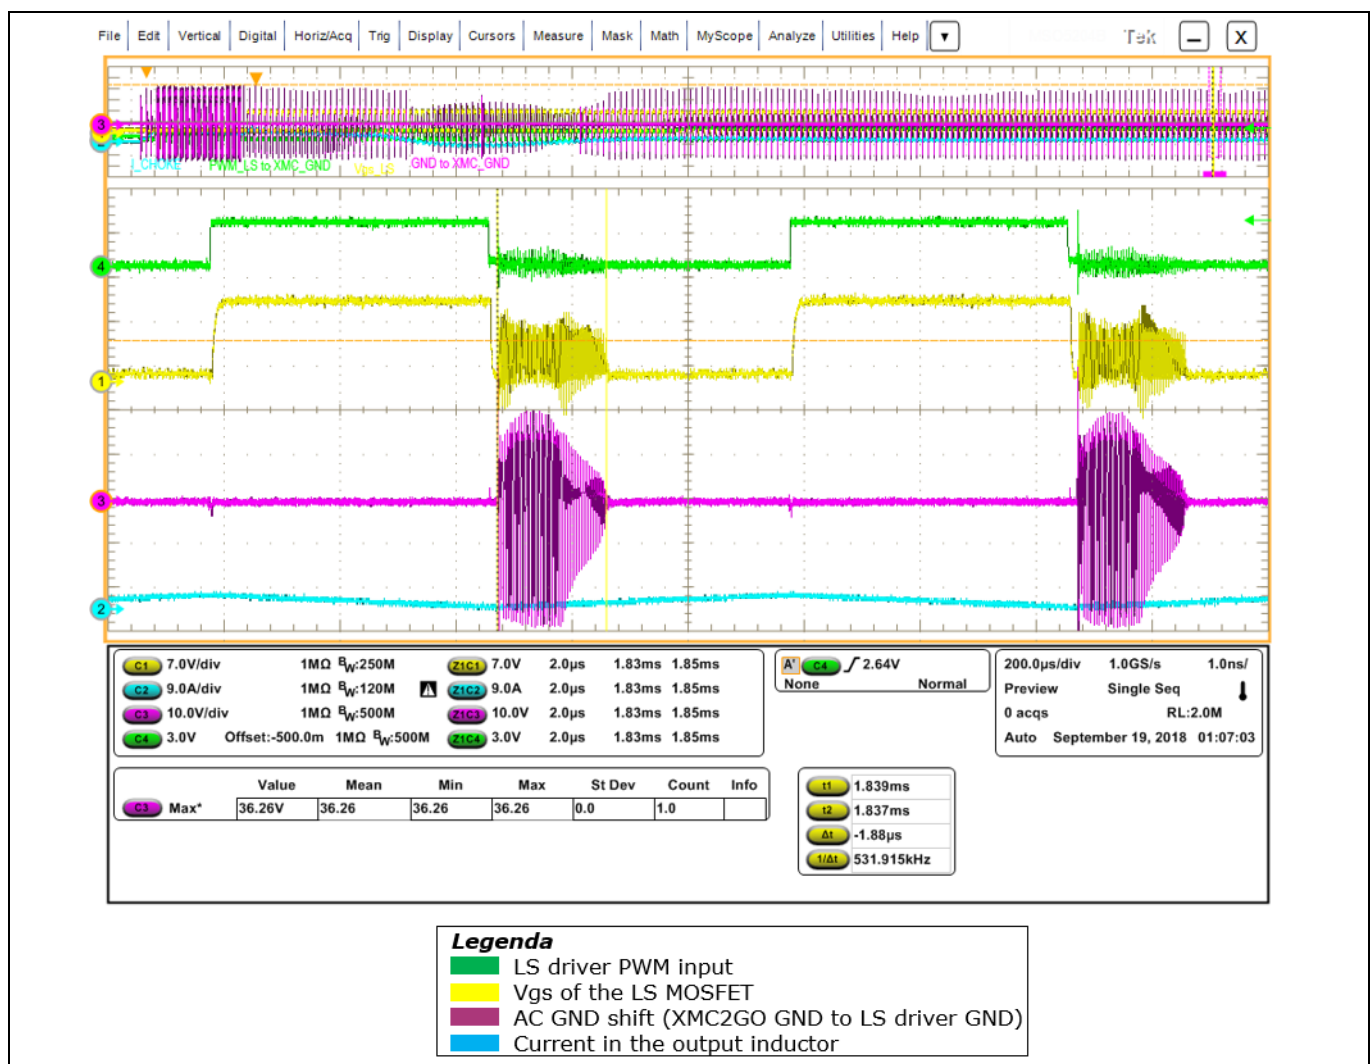 File Edit Vertical Digital Horiz/Acq Trig Display Cursors Measure Mask Math MyScope Analyze Utilities Help Tek X
3
I_CHOKE PWM_LS to XMC_GND Vgs_LS GND to XMC_GND
4
1
3
2
C1 7.0V/div 1MΩ BW:250M Z1C1 7.0V 2.0µs 1.83ms 1.85ms
C2 9.0A/div 1MΩ BW:120M Z1C2 9.0A 2.0µs 1.83ms 1.85ms
C3 10.0V/div 1MΩ BW:500M Z1C3 10.0V 2.0µs 1.83ms 1.85ms
C4 3.0V Offset:-500.0m 1MΩ BW:500M Z1C4 3.0V 2.0µs 1.83ms 1.85ms
A' C4 2.64V
None Normal
200.0µs/div 1.0GS/s 1.0ns/
Preview Single Seq
0 acqs RL:2.0M
Auto September 19, 2018 01:07:03
Value Mean Min Max St Dev Count Info
C3 Max* 36.26V 36.26 36.26 36.26 0.0 1.0
t1 1.839ms
t2 1.837ms
Δt -1.88µs
1/Δt 531.915kHz
Legenda
LS driver PWM input
Vgs of the LS MOSFET
AC GND shift (XMC2GO GND to LS driver GND)
Current in the output inductor